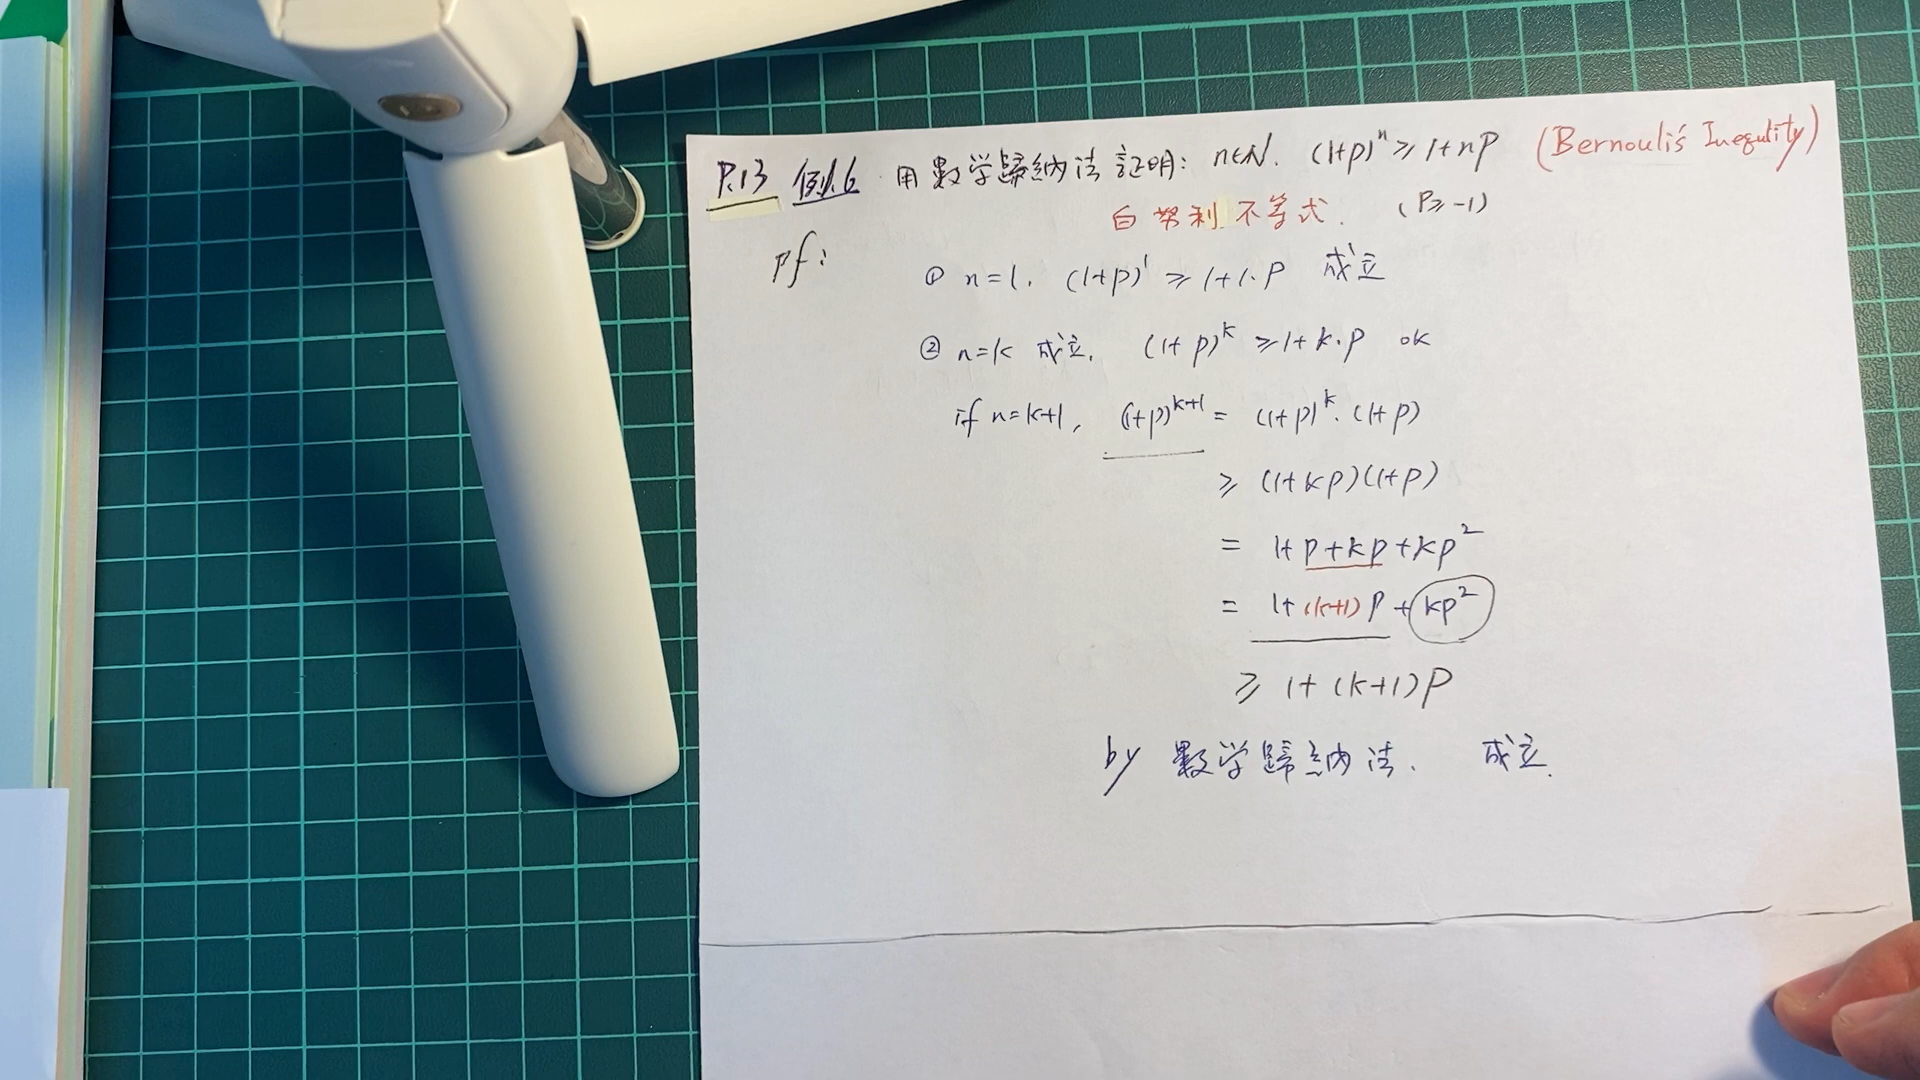 P.13 例1.6 用數学歸納法証明: n∈N. (1+p)ⁿ ≥ 1+np (Bernouli's Inequlity)
白努利不等式. (P≥-1)
pf:
① n=1. (1+p)¹ ≥ 1+1·p 成立
② n=k 成立, (1+p)ᵏ ≥ 1+k·p ok
if n=k+1, (1+p)ᵏ⁺¹ = (1+p)ᵏ·(1+p)
≥ (1+kp)(1+p)
= 1+p+kp+kp²
= 1+(k+1)p+kp²
≥ 1+(k+1)p
by 數学歸納法. 成立.